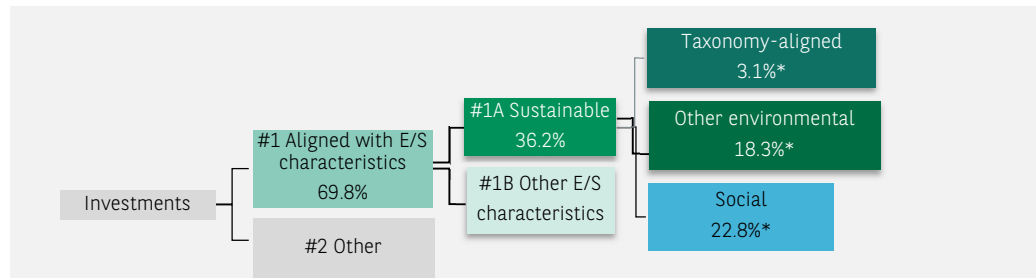 Taxonomy-aligned
3.1%*
#1A Sustainable
36.2%
Other environmental
18.3%*
#1 Aligned with E/S
characteristics
69.8%
#1B Other E/S
characteristics
Investments
Social
22.8%*
#2 Other